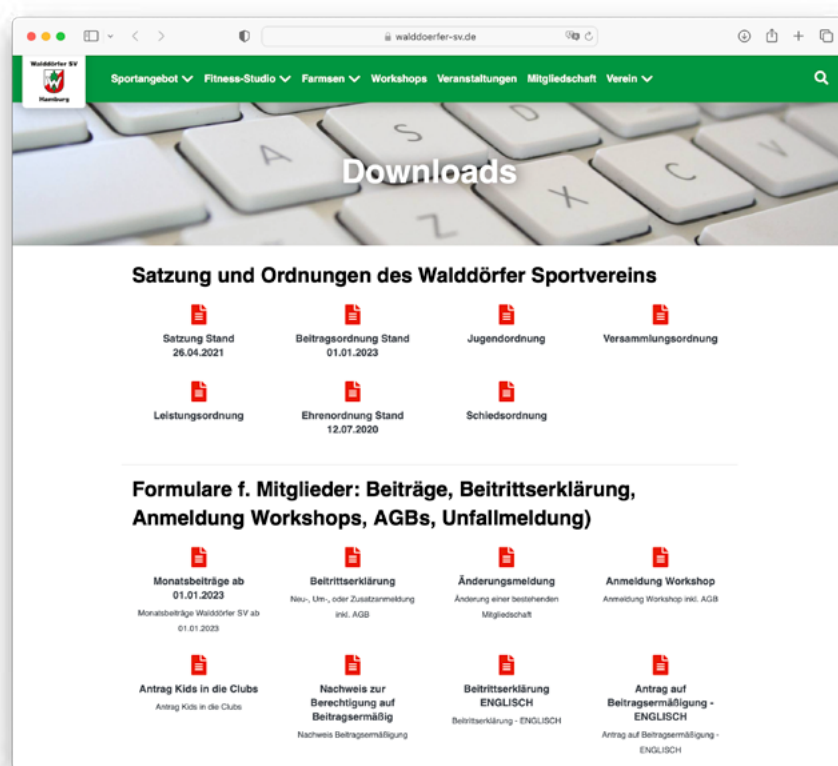 walddoerfer-sv.de
Walddörfer SV
Hamburg
Sportangebot Fitness-Studio Farmsen Workshops Veranstaltungen Mitgliedschaft Verein
A S D
Downloads
Z X C V
Satzung und Ordnungen des Walddörfer Sportvereins
Satzung Stand
26.04.2021
Beitragsordnung Stand
01.01.2023
Jugendordnung
Versammlungsordnung
Leistungsordnung
Ehrenordnung Stand
12.07.2020
Schiedsordnung
Formulare f. Mitglieder: Beiträge, Beitrittserklärung,
Anmeldung Workshops, AGBs, Unfallmeldung)
Monatsbeiträge ab
01.01.2023
Monatsbeiträge Walddörfer SV ab
01.01.2023
Beitrittserklärung
Neu-, Um-, oder Zusatzanmeldung
inkl. AGB
Änderungsmeldung
Änderung einer bestehenden
Mitgliedschaft
Anmeldung Workshop
Anmeldung Workshop inkl. AGB
Antrag Kids in die Clubs
Antrag Kids in die Clubs
Nachweis zur
Berechtigung auf
Beitragsermäßig
Nachweis Beitragsermäßigung
Beitrittserklärung
ENGLISCH
Beitrittserklärung - ENGLISCH
Antrag auf
Beitragsermäßigung -
ENGLISCH
Antrag auf Beitragsermäßigung -
ENGLISCH